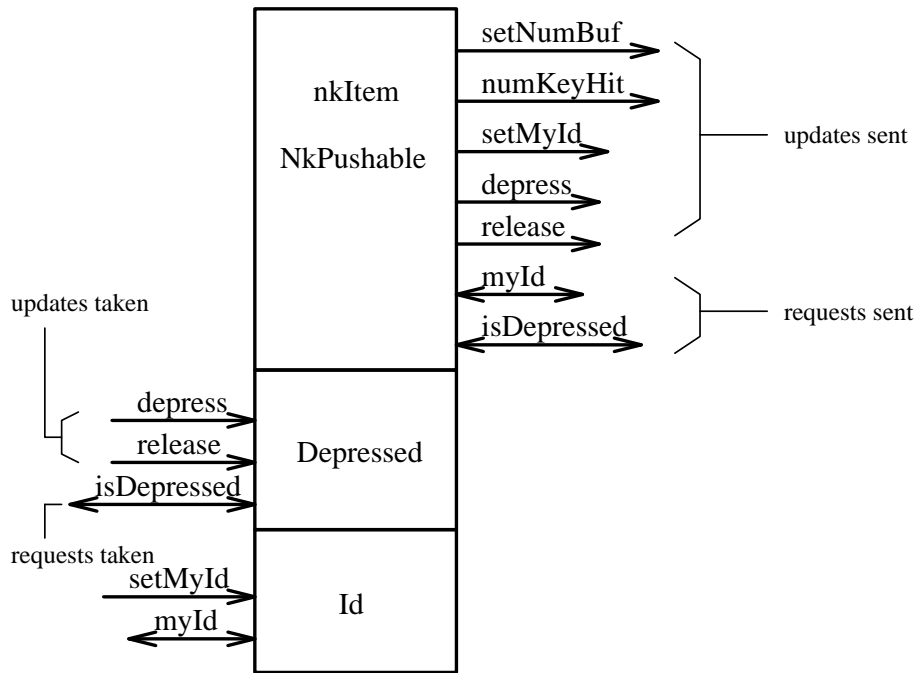 setNumBuf
nkItem
numKeyHit
setMyId
updates sent
NkPushable
depress
release
myId
updates taken
requests sent
isDepressed
depress
release
Depressed
isDepressed
requests taken
setMyId
Id
myId